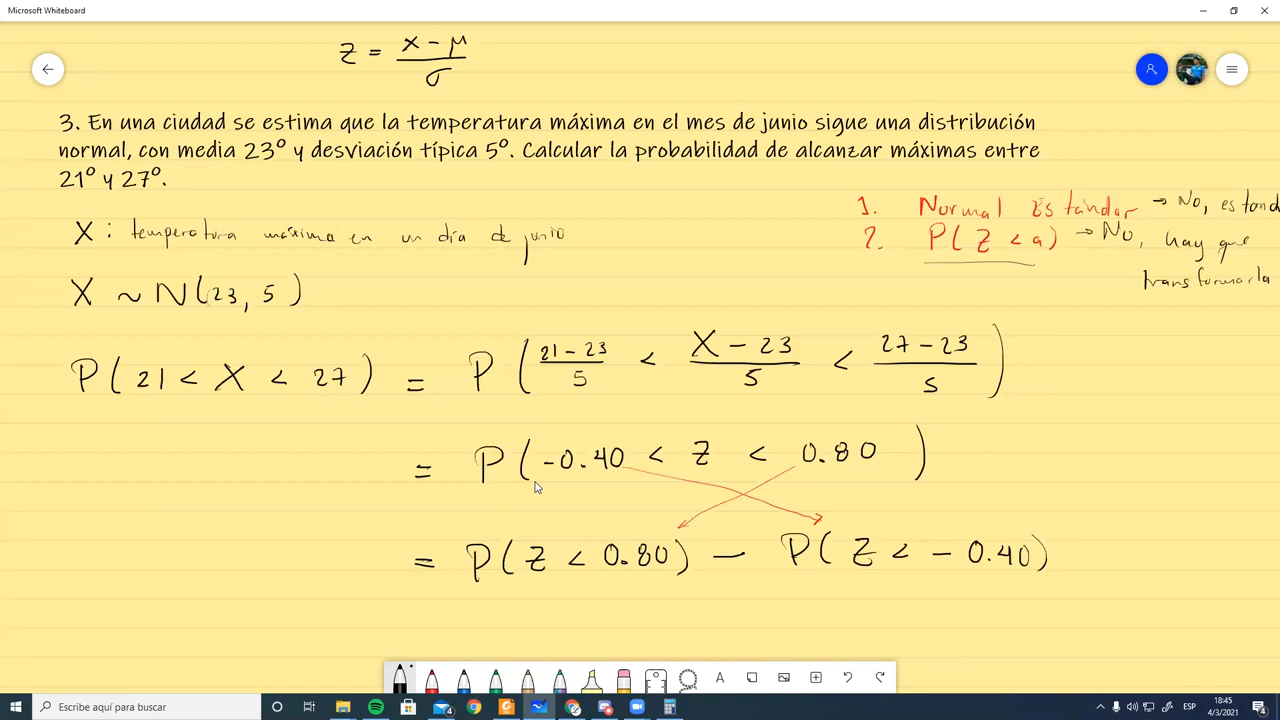 Microsoft Whiteboard
z = x - μ / σ
3. En una ciudad se estima que la temperatura máxima en el mes de junio sigue una distribución
normal, con media 23° y desviación típica 5°. Calcular la probabilidad de alcanzar máximas entre
21° y 27°.
1. Normal Estándar → No, estand
X : temperatura máxima en un día de junio
2. P( Z < a) → No, hay que
transformarla
X ~ N(23, 5)
P( 21 < X < 27 ) = P ( 21 - 23 / 5 < X - 23 / 5 < 27 - 23 / 5 )
= P ( -0.40 < Z < 0.80 )
= P( Z < 0.80) - P( Z < - 0.40)
A
Escribe aquí para buscar
ESP
18:45
4/3/2021
4